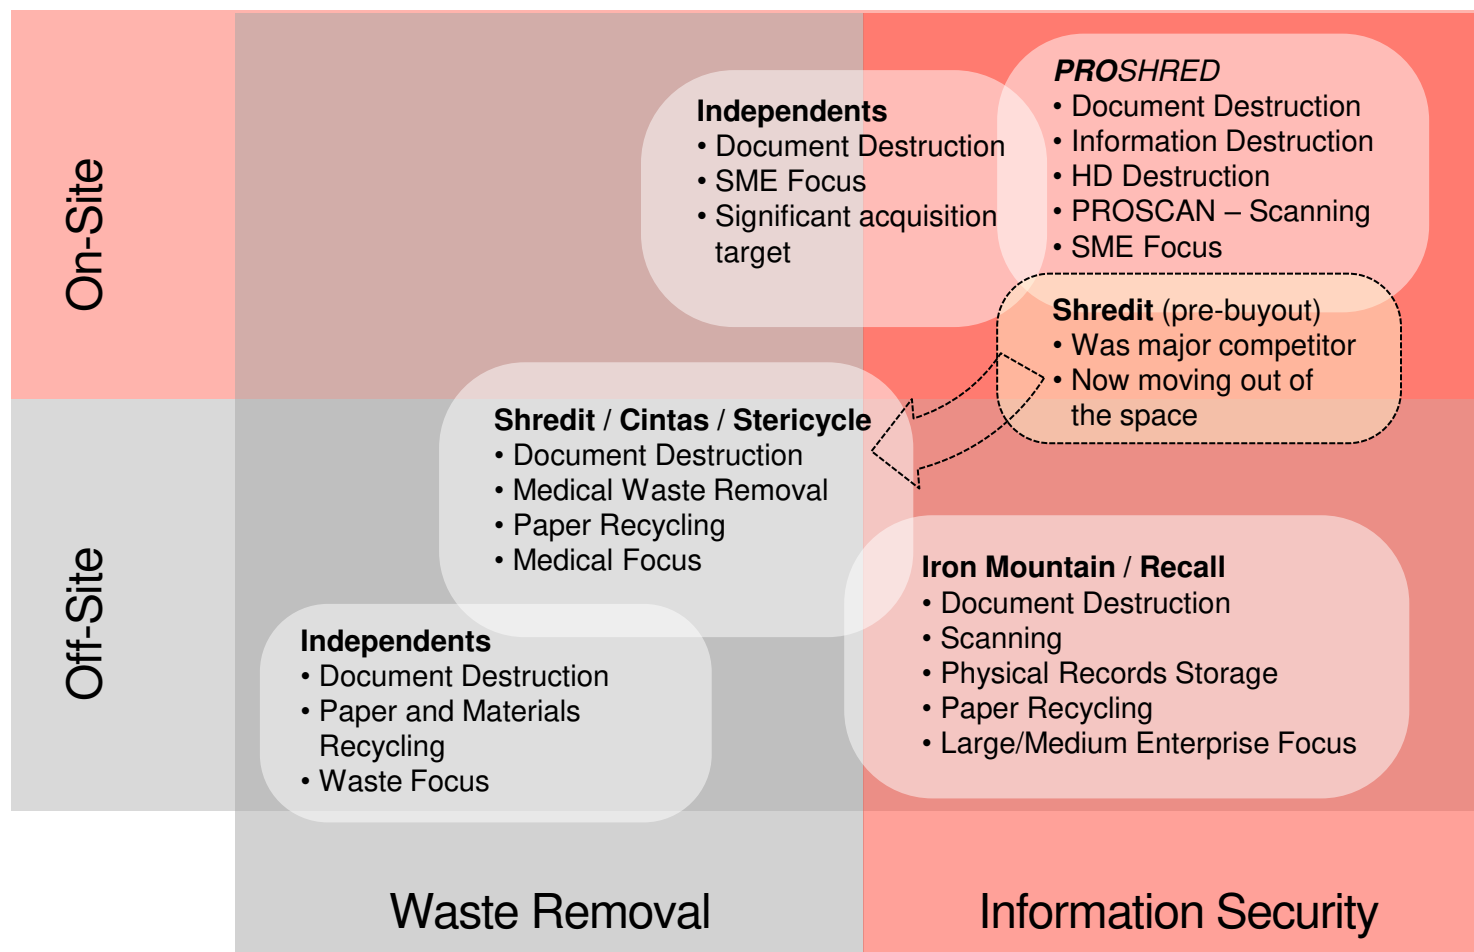 On-Site
Independents
• Document Destruction
• SME Focus
• Significant acquisition
target
PROSHRED
• Document Destruction
• Information Destruction
• HD Destruction
• PROSCAN – Scanning
• SME Focus
Shredit (pre-buyout)
• Was major competitor
• Now moving out of
the space
Off-Site
Shredit / Cintas / Stericycle
• Document Destruction
• Medical Waste Removal
• Paper Recycling
• Medical Focus
Independents
• Document Destruction
• Paper and Materials
Recycling
• Waste Focus
Iron Mountain / Recall
• Document Destruction
• Scanning
• Physical Records Storage
• Paper Recycling
• Large/Medium Enterprise Focus
Waste Removal
Information Security